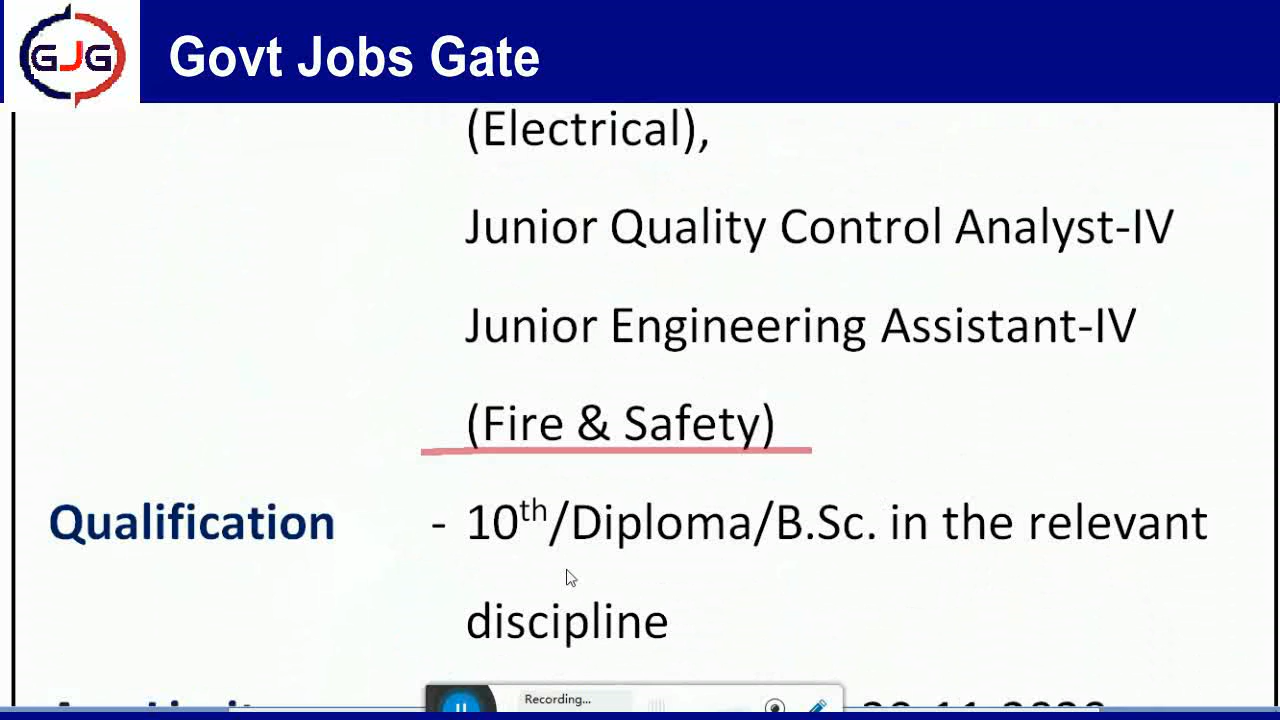 GJG
Govt Jobs Gate
(Electrical),
Junior Quality Control Analyst-IV
Junior Engineering Assistant-IV
(Fire & Safety)
Qualification - 10th/Diploma/B.Sc. in the relevant
discipline
Recording...